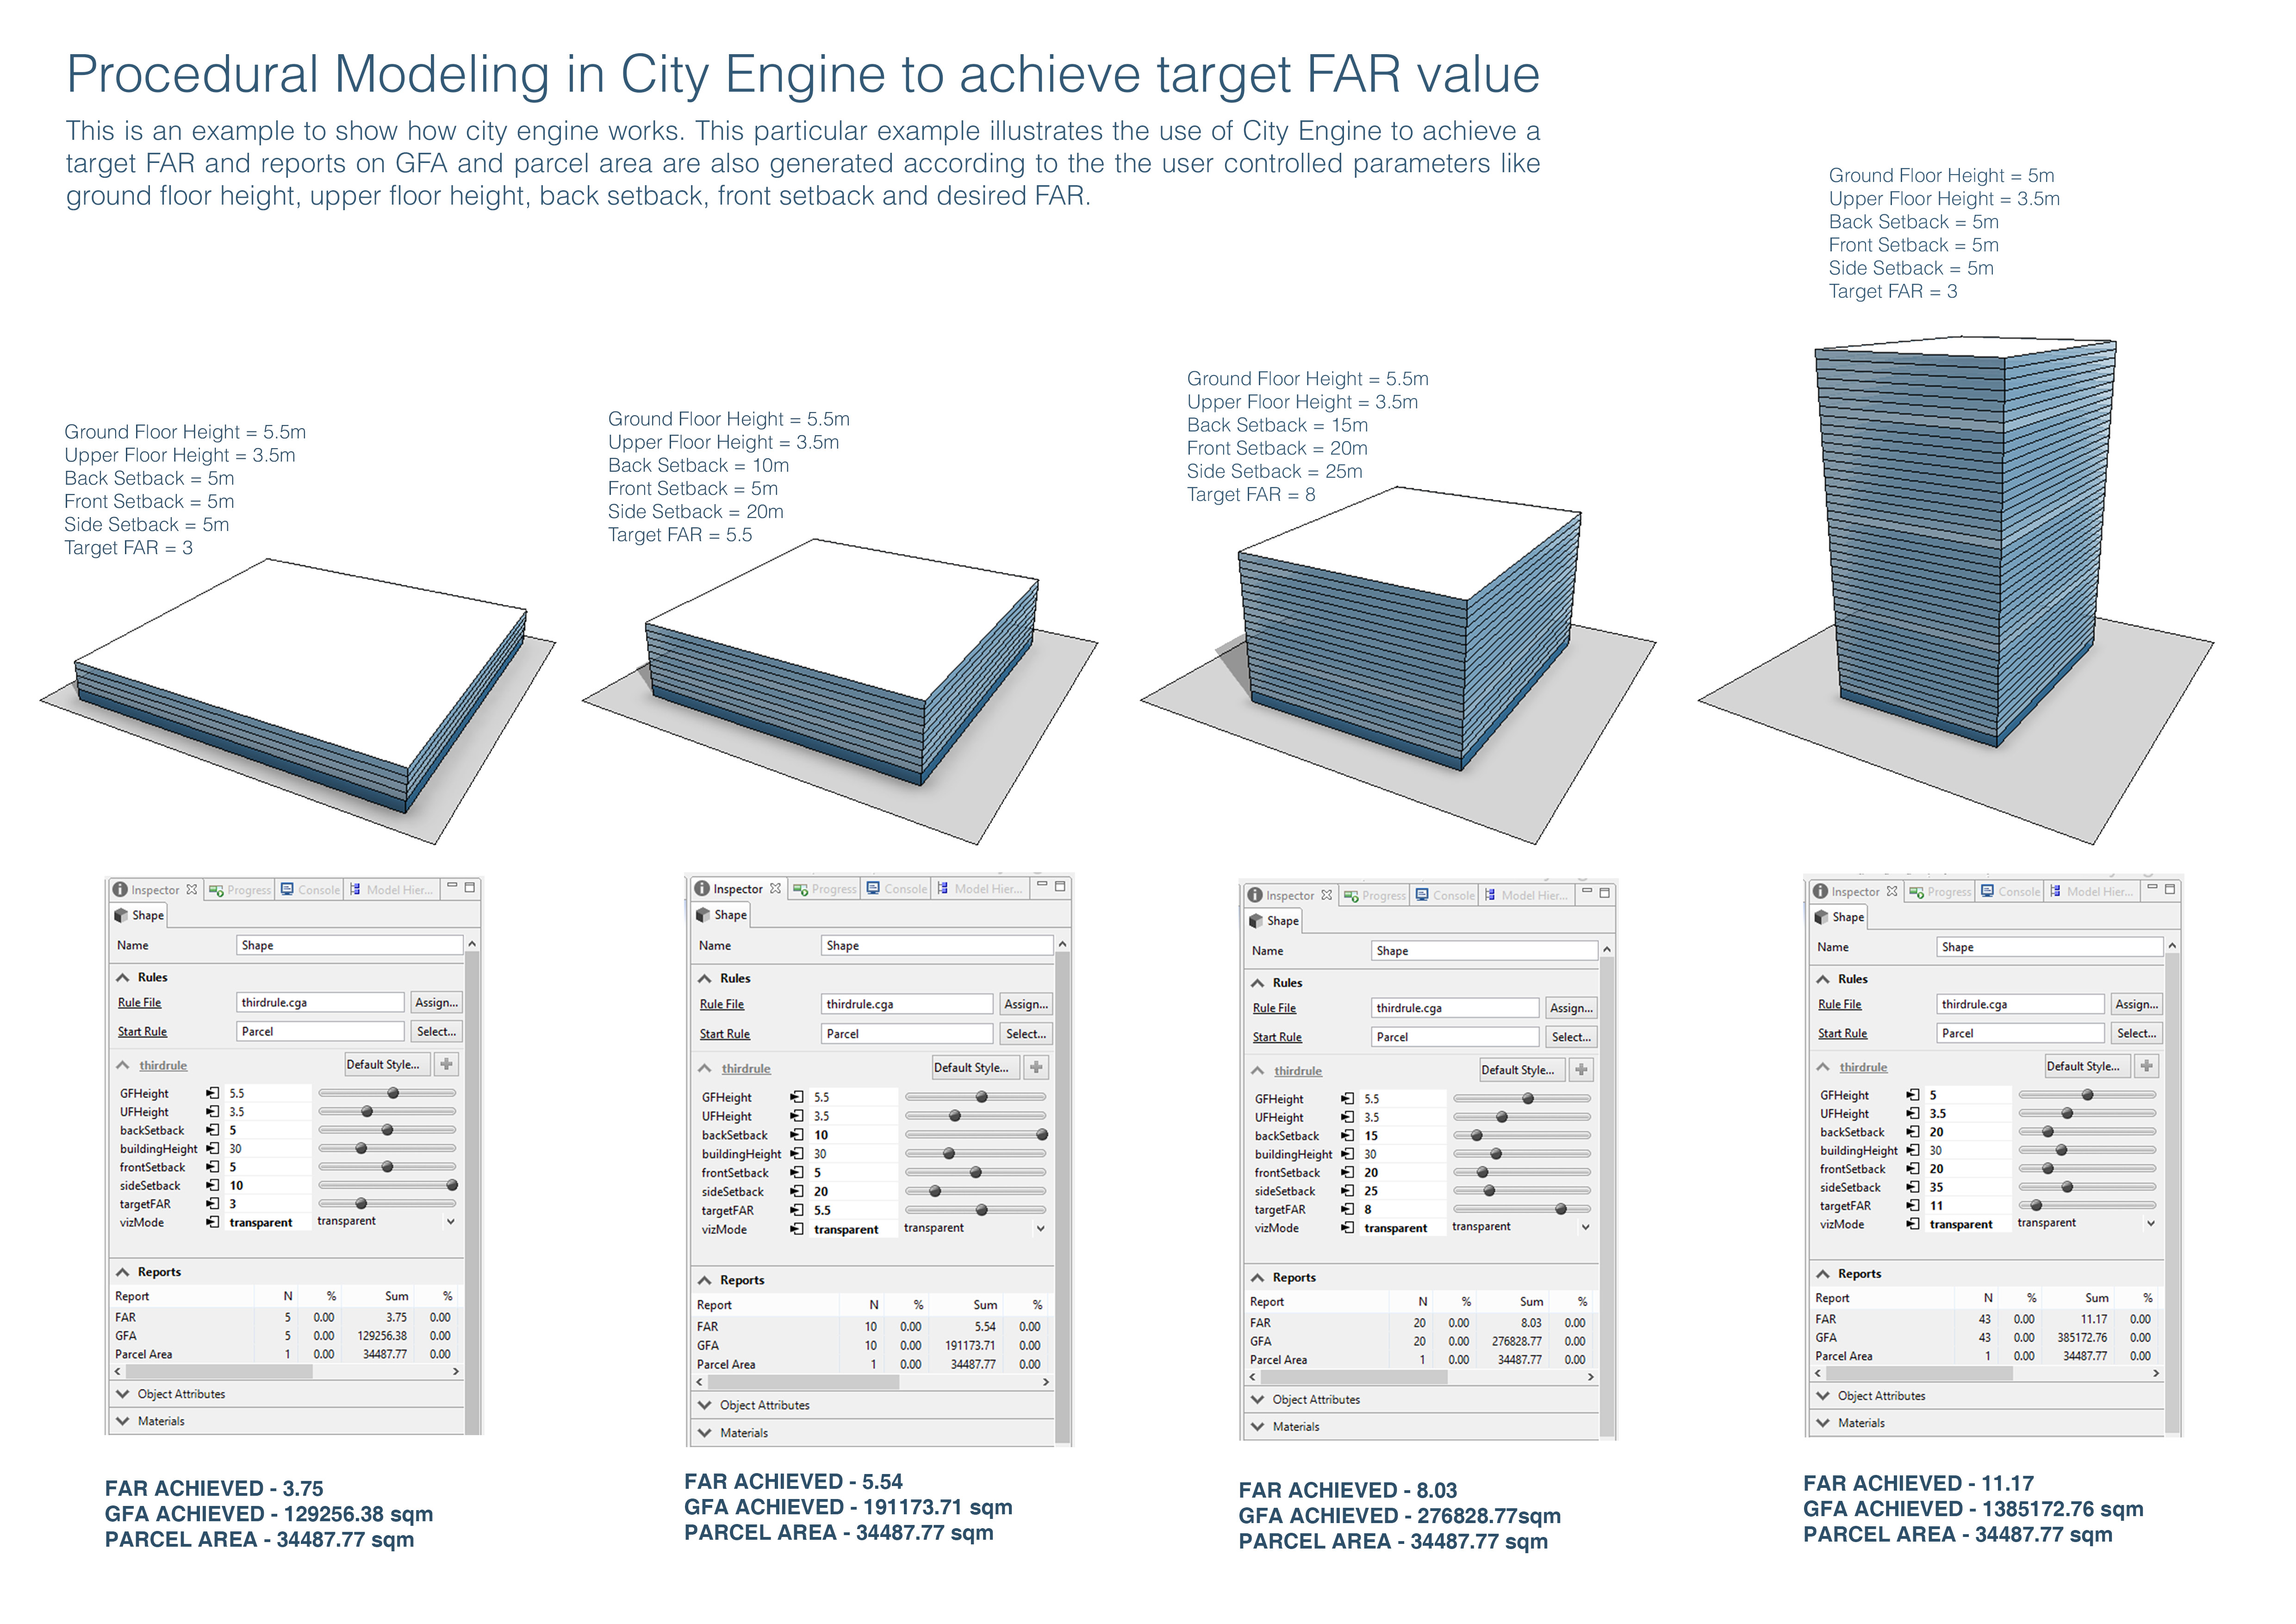 Procedural Modeling in City Engine to achieve target FAR value
This is an example to show how city engine works. This particular example illustrates the use of City Engine to achieve a
target FAR and reports on GFA and parcel area are also generated according to the the user controlled parameters like
ground floor height, upper floor height, back setback, front setback and desired FAR.
Ground Floor Height = 5.5m
Upper Floor Height = 3.5m
Back Setback = 5m
Front Setback = 5m
Side Setback = 5m
Target FAR = 3
Ground Floor Height = 5.5m
Upper Floor Height = 3.5m
Back Setback = 10m
Front Setback = 5m
Side Setback = 20m
Target FAR = 5.5
Ground Floor Height = 5.5m
Upper Floor Height = 3.5m
Back Setback = 15m
Front Setback = 20m
Side Setback = 25m
Target FAR = 8
Ground Floor Height = 5m
Upper Floor Height = 3.5m
Back Setback = 5m
Front Setback = 5m
Side Setback = 5m
Target FAR = 3
Inspector Progress Console Model Hier...
Shape
Name Shape
Rules
Rule File thirdrule.cga Assign...
Start Rule Parcel Select...
thirdrule Default Style...
GFHeight 5.5
UFHeight 3.5
backSetback 5
buildingHeight 30
frontSetback 5
sideSetback 10
targetFAR 3
vizMode transparent transparent
Reports
Report N % Sum %
FAR 5 0.00 3.75 0.00
GFA 5 0.00 129256.38 0.00
Parcel Area 1 0.00 34487.77 0.00
Object Attributes
Materials
FAR ACHIEVED - 3.75
GFA ACHIEVED - 129256.38 sqm
PARCEL AREA - 34487.77 sqm
Inspector Progress Console Model Hier...
Shape
Name Shape
Rules
Rule File thirdrule.cga Assign...
Start Rule Parcel Select...
thirdrule Default Style...
GFHeight 5.5
UFHeight 3.5
backSetback 10
buildingHeight 30
frontSetback 5
sideSetback 20
targetFAR 5.5
vizMode transparent transparent
Reports
Report N % Sum %
FAR 10 0.00 5.54 0.00
GFA 10 0.00 191173.71 0.00
Parcel Area 1 0.00 34487.77 0.00
Object Attributes
Materials
FAR ACHIEVED - 5.54
GFA ACHIEVED - 191173.71 sqm
PARCEL AREA - 34487.77 sqm
Inspector Progress Console Model Hier...
Shape
Name Shape
Rules
Rule File thirdrule.cga Assign...
Start Rule Parcel Select...
thirdrule Default Style...
GFHeight 5.5
UFHeight 3.5
backSetback 15
buildingHeight 30
frontSetback 20
sideSetback 25
targetFAR 8
vizMode transparent transparent
Reports
Report N % Sum %
FAR 20 0.00 8.03 0.00
GFA 20 0.00 276828.77 0.00
Parcel Area 1 0.00 34487.77 0.00
Object Attributes
Materials
FAR ACHIEVED - 8.03
GFA ACHIEVED - 276828.77sqm
PARCEL AREA - 34487.77 sqm
Inspector Progress Console Model Hier...
Shape
Name Shape
Rules
Rule File thirdrule.cga Assign...
Start Rule Parcel Select...
thirdrule Default Style...
GFHeight 5
UFHeight 3.5
backSetback 20
buildingHeight 30
frontSetback 20
sideSetback 35
targetFAR 11
vizMode transparent transparent
Reports
Report N % Sum %
FAR 43 0.00 11.17 0.00
GFA 43 0.00 385172.76 0.00
Parcel Area 1 0.00 34487.77 0.00
Object Attributes
Materials
FAR ACHIEVED - 11.17
GFA ACHIEVED - 1385172.76 sqm
PARCEL AREA - 34487.77 sqm